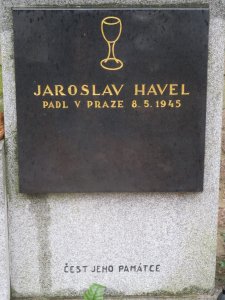 JAROSLAV HAVEL
PADL V PRAZE 8.5.1945
ČEST JEHO PAMÁTCE